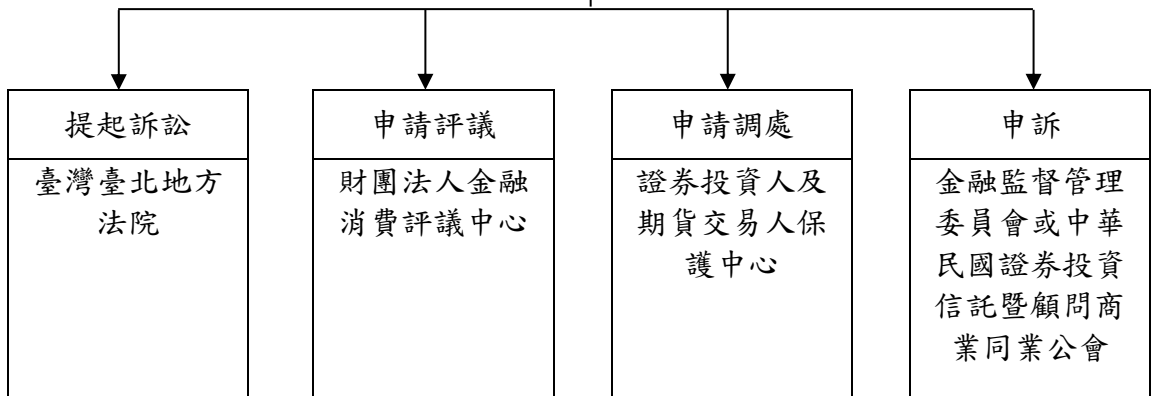 提起訴訟
臺灣臺北地方
法院
申請評議
財團法人金融
消費評議中心
申請調處
證券投資人及
期貨交易人保
護中心
申訴
金融監督管理
委員會或中華
民國證券投資
信託暨顧問商
業同業公會